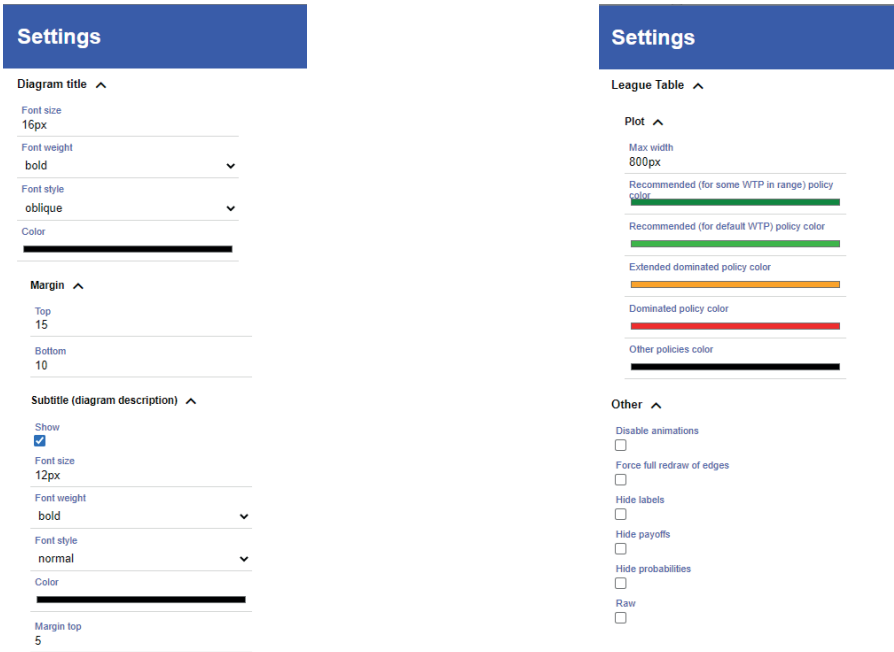 Settings
Diagram title
Font size
16px
Font weight
bold
Font style
oblique
Color
Margin
Top
15
Bottom
10
Subtitle (diagram description)
Show
Font size
12px
Font weight
bold
Font style
normal
Color
Margin top
5
Settings
League Table
Plot
Max width
800px
Recommended (for some WTP in range) policy
color
Recommended (for default WTP) policy color
Extended dominated policy color
Dominated policy color
Other policies color
Other
Disable animations
Force full redraw of edges
Hide labels
Hide payoffs
Hide probabilities
Raw